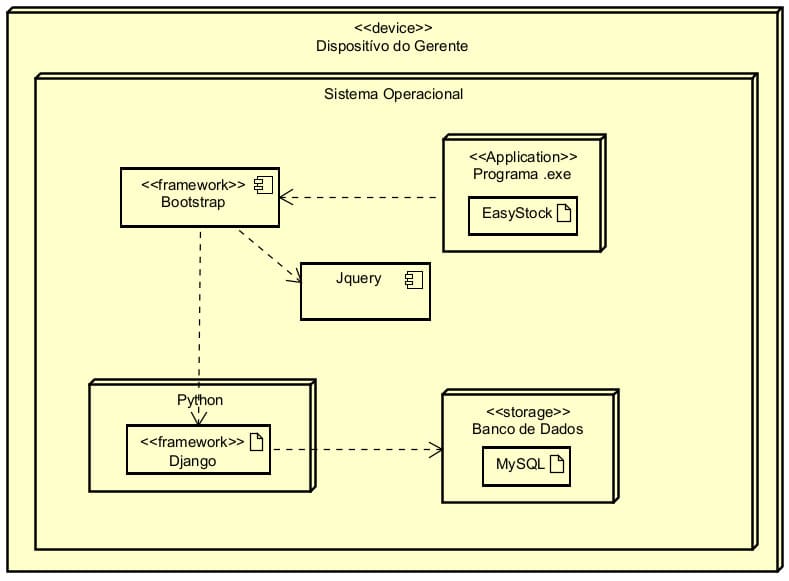 <<device>>
Dispositívo do Gerente
Sistema Operacional
<<Application>>
Programa .exe
EasyStock
<<framework>>
Bootstrap
Jquery
Python
<<framework>>
Django
<<storage>>
Banco de Dados
MySQL